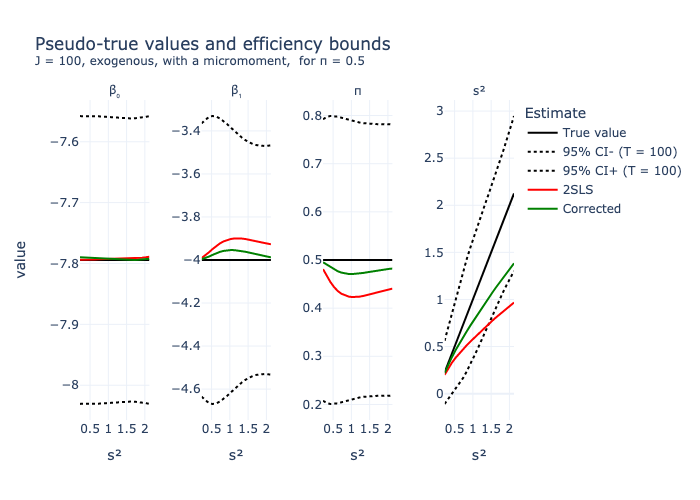 Pseudo-true values and efficiency bounds
J = 100, exogenous, with a micromoment,  for π = 0.5
β₀
β₁
π
s²
−7.6
−7.7
−7.8
−7.9
−8
−3.4
−3.6
−3.8
−4
−4.2
−4.4
−4.6
0.8
0.7
0.6
0.5
0.4
0.3
0.2
3
2.5
2
1.5
1
0.5
0
0.5 1 1.5 2
0.5 1 1.5 2
0.5 1 1.5 2
0.5 1 1.5 2
s²
s²
s²
s²
value
Estimate
True value
95% CI- (T = 100)
95% CI+ (T = 100)
2SLS
Corrected